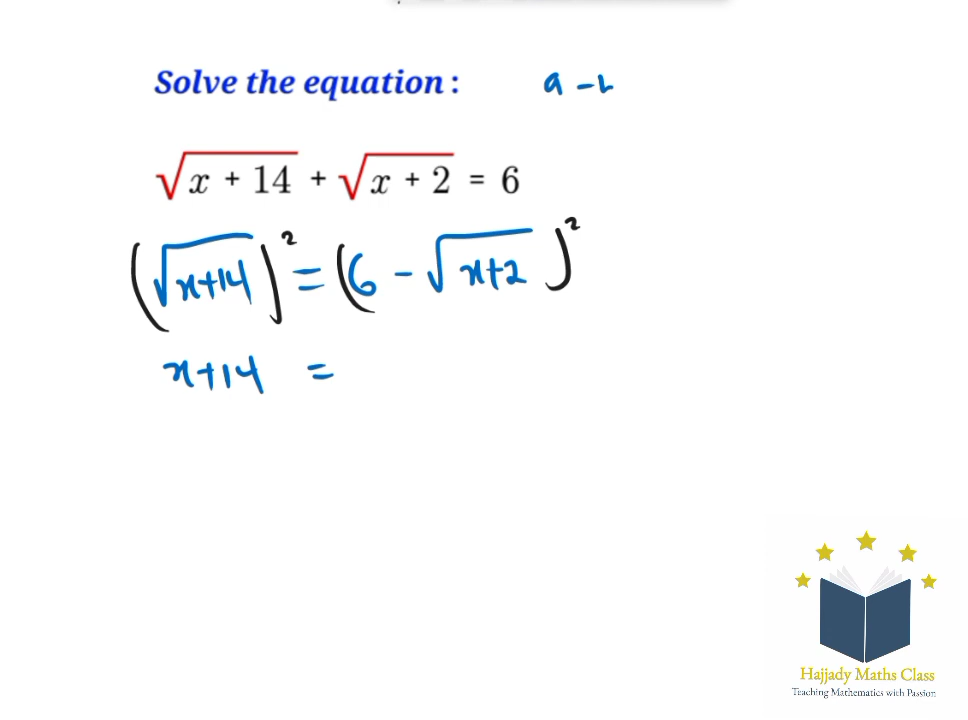 Solve the equation :
a -
√(x + 14) + √(x + 2) = 6
(√(x+14))² = (6 - √(x+2))²
x+14 =
Hajjady Maths Class
Teaching Mathematics with Passion